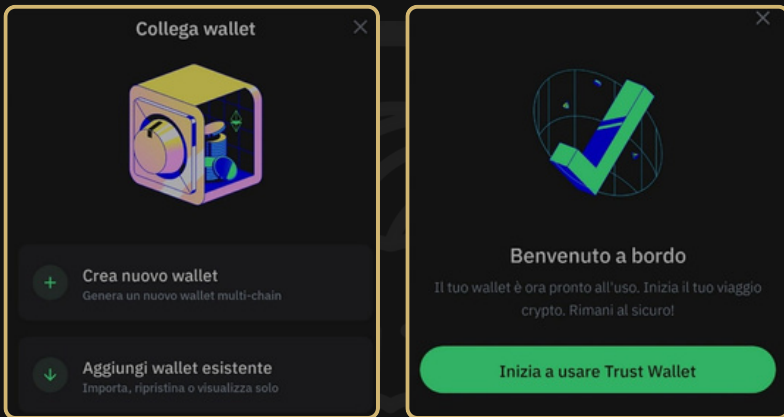 Collega wallet
Crea nuovo wallet
Genera un nuovo wallet multi-chain
Aggiungi wallet esistente
Importa, ripristina o visualizza solo
Benvenuto a bordo
Il tuo wallet è ora pronto all'uso. Inizia il tuo viaggio
crypto. Rimani al sicuro!
Inizia a usare Trust Wallet